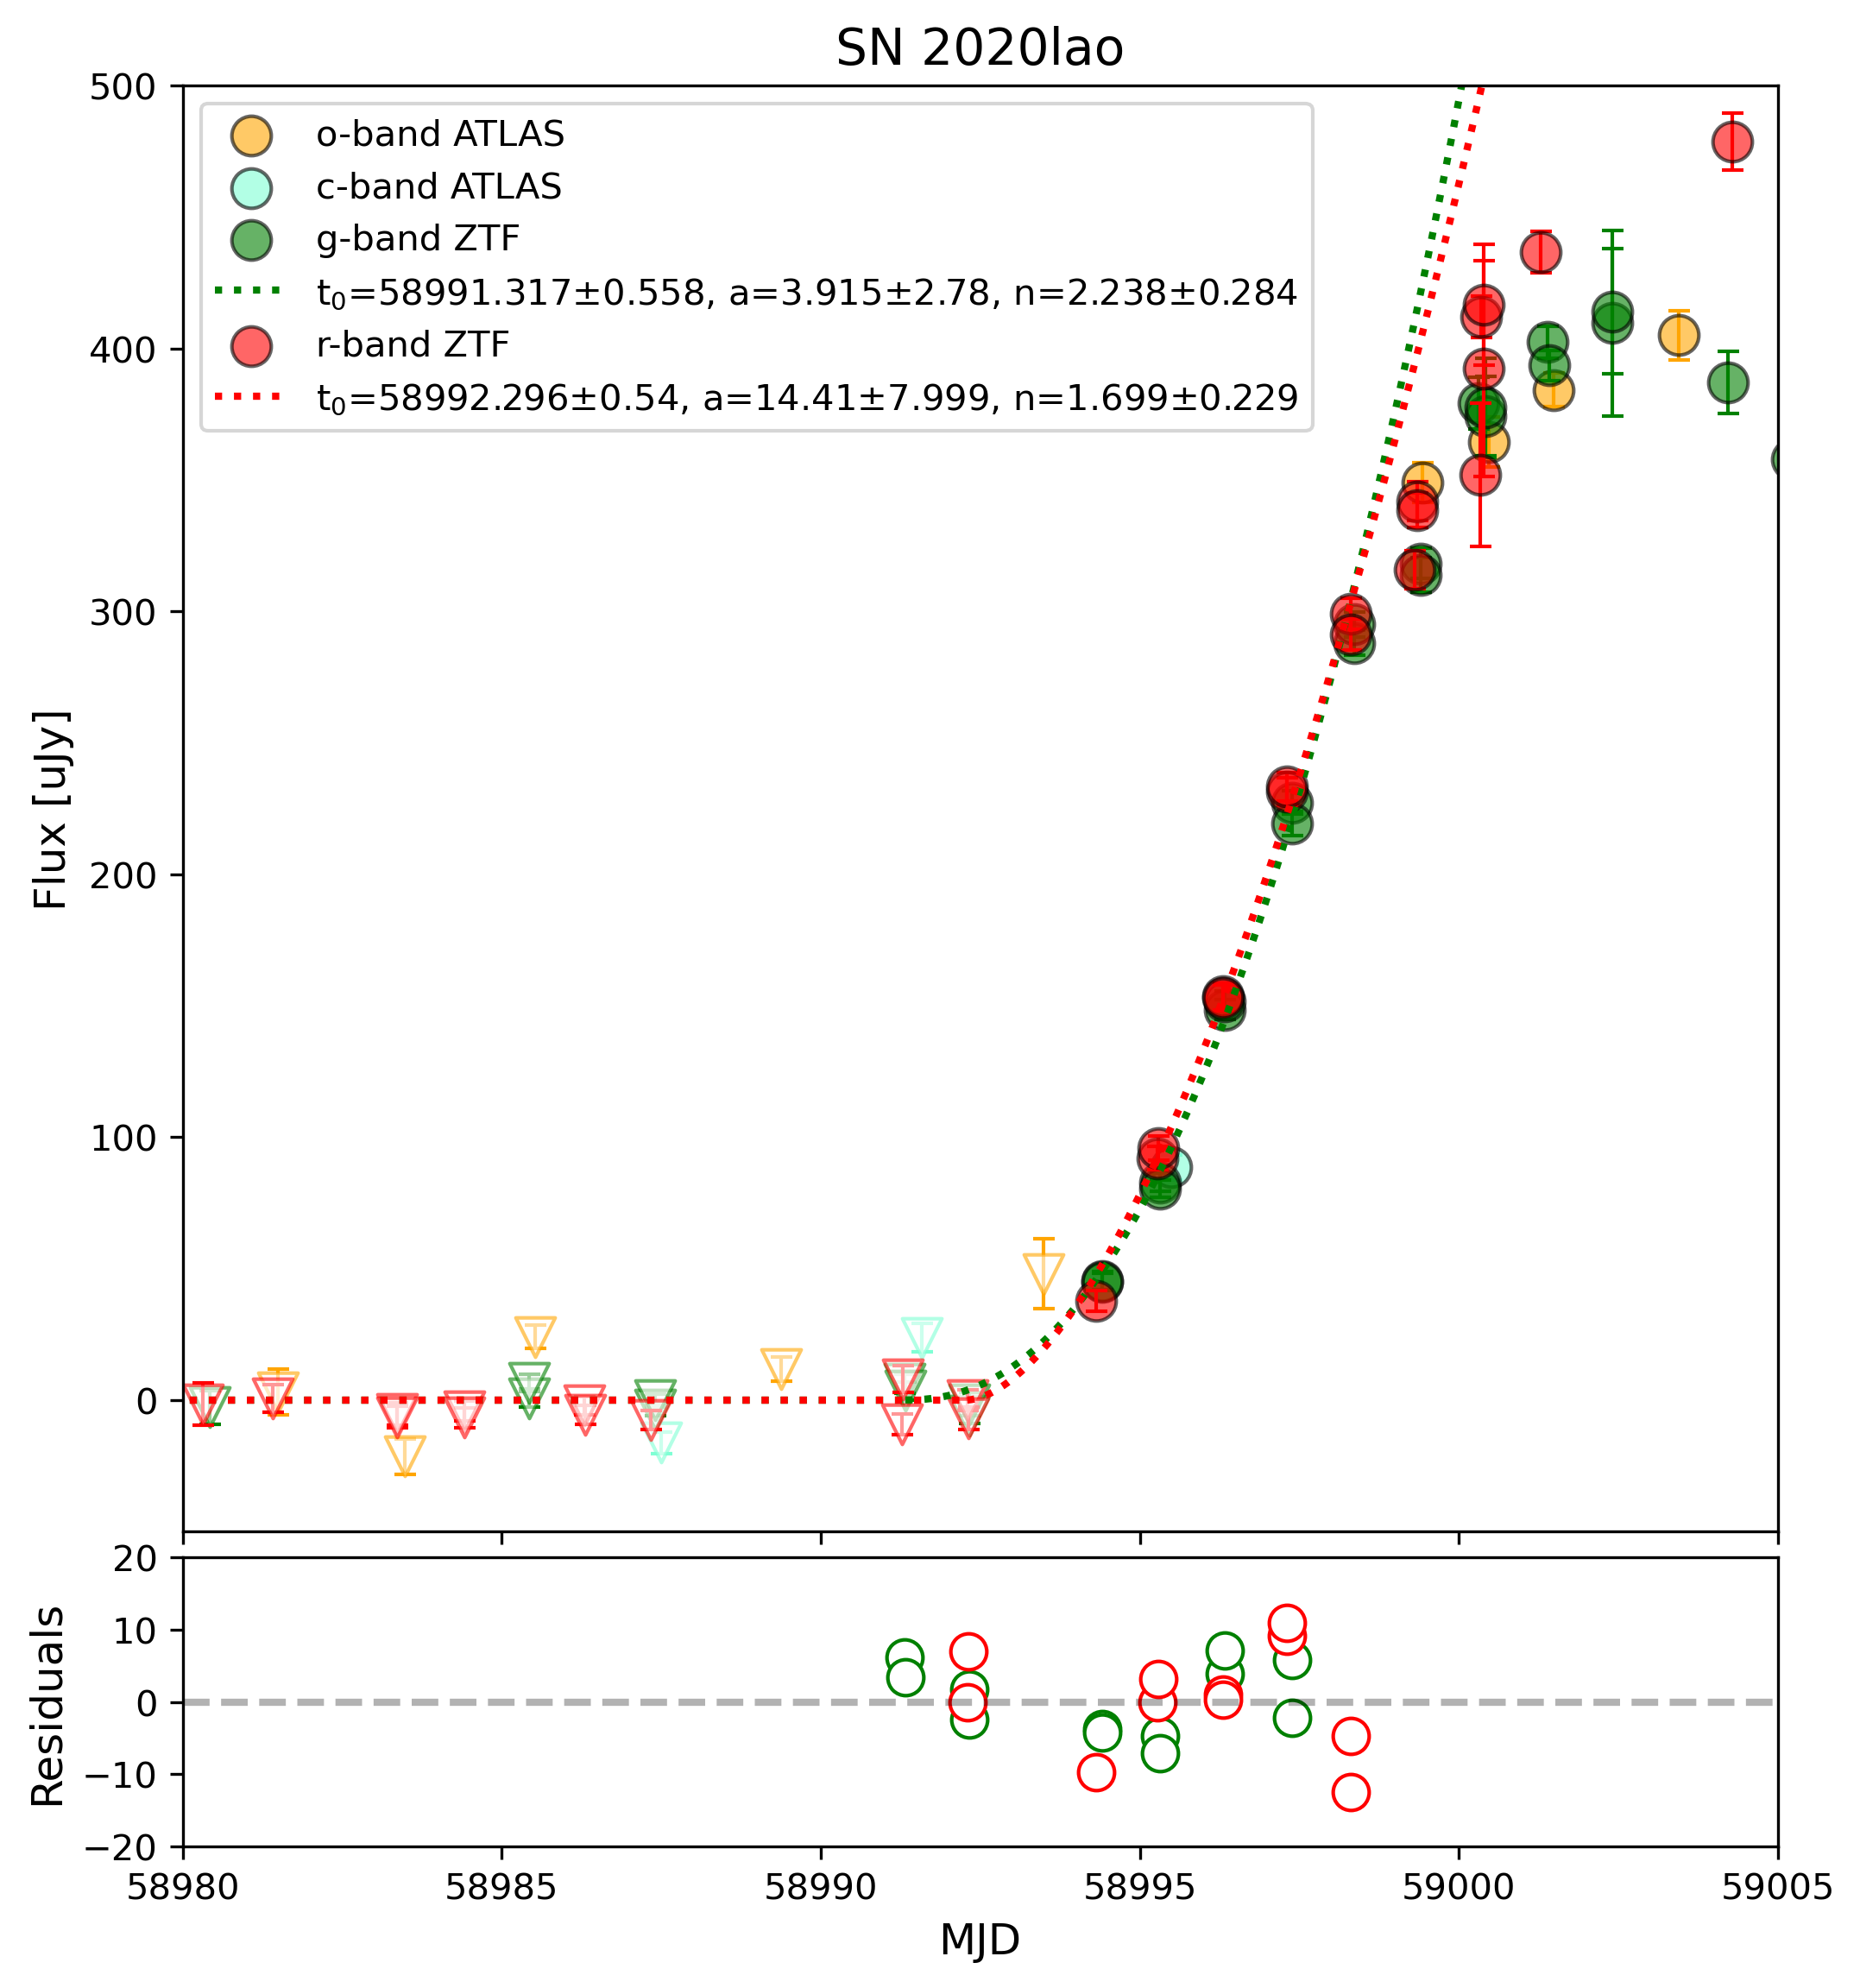 SN 2020lao
500
400
300
200
100
0
Flux [uJy]
o-band ATLAS
c-band ATLAS
g-band ZTF
t₀=58991.317±0.558, a=3.915±2.78, n=2.238±0.284
r-band ZTF
t₀=58992.296±0.54, a=14.41±7.999, n=1.699±0.229
20
10
0
−10
−20
Residuals
58980 58985 58990 58995 59000 59005
MJD